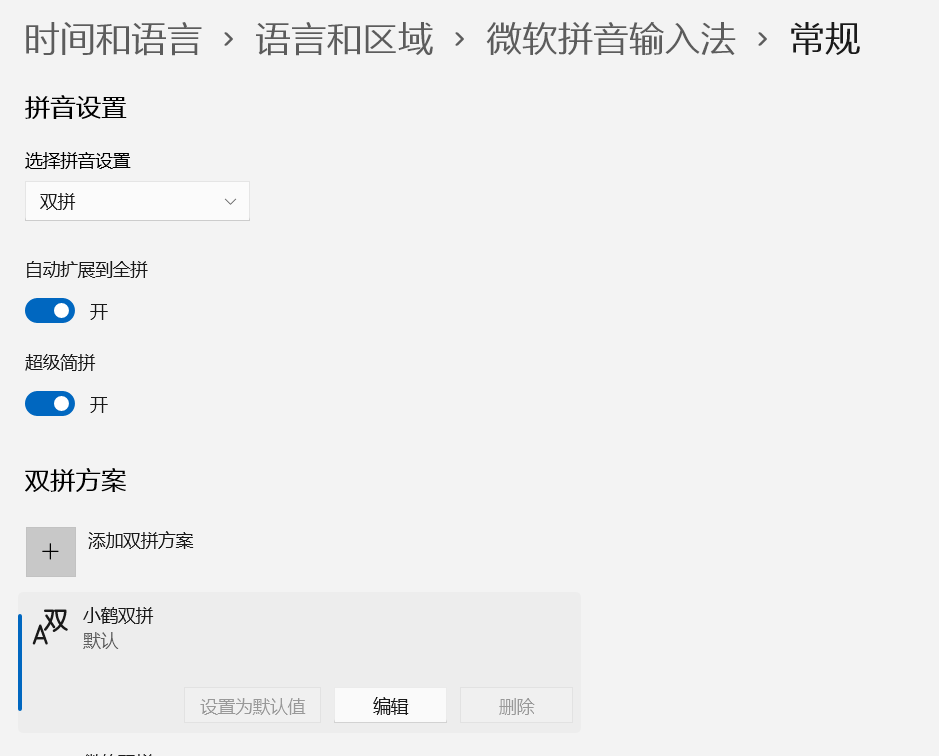 时间和语言 › 语言和区域 › 微软拼音输入法 › 常规
拼音设置
选择拼音设置
双拼
自动扩展到全拼
开
超级简拼
开
双拼方案
+ 添加双拼方案
A双 小鹤双拼
默认
设置为默认值 编辑 删除